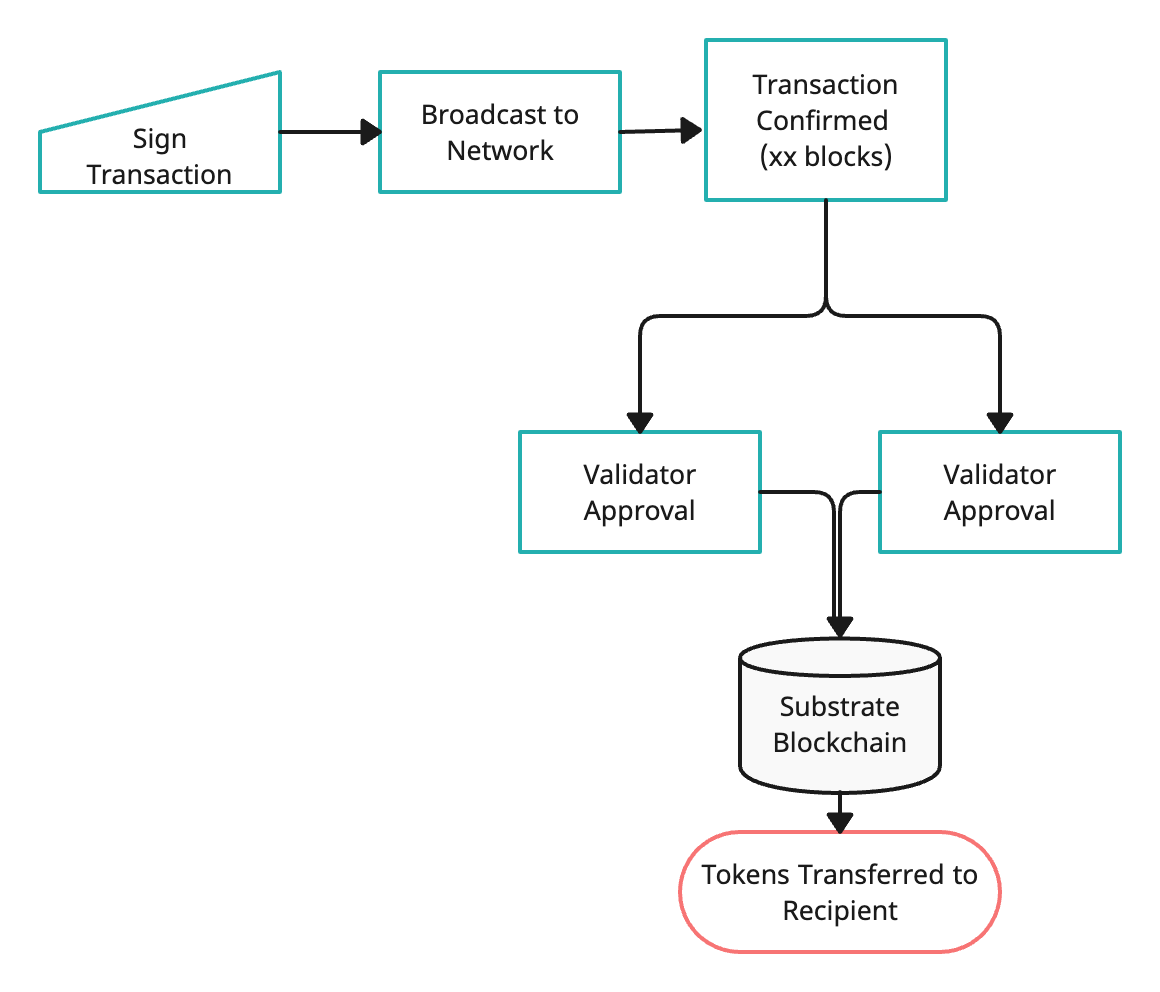 Sign
Transaction
Broadcast to
Network
Transaction
Confirmed
(xx blocks)
Validator
Approval
Validator
Approval
Substrate
Blockchain
Tokens Transferred to
Recipient